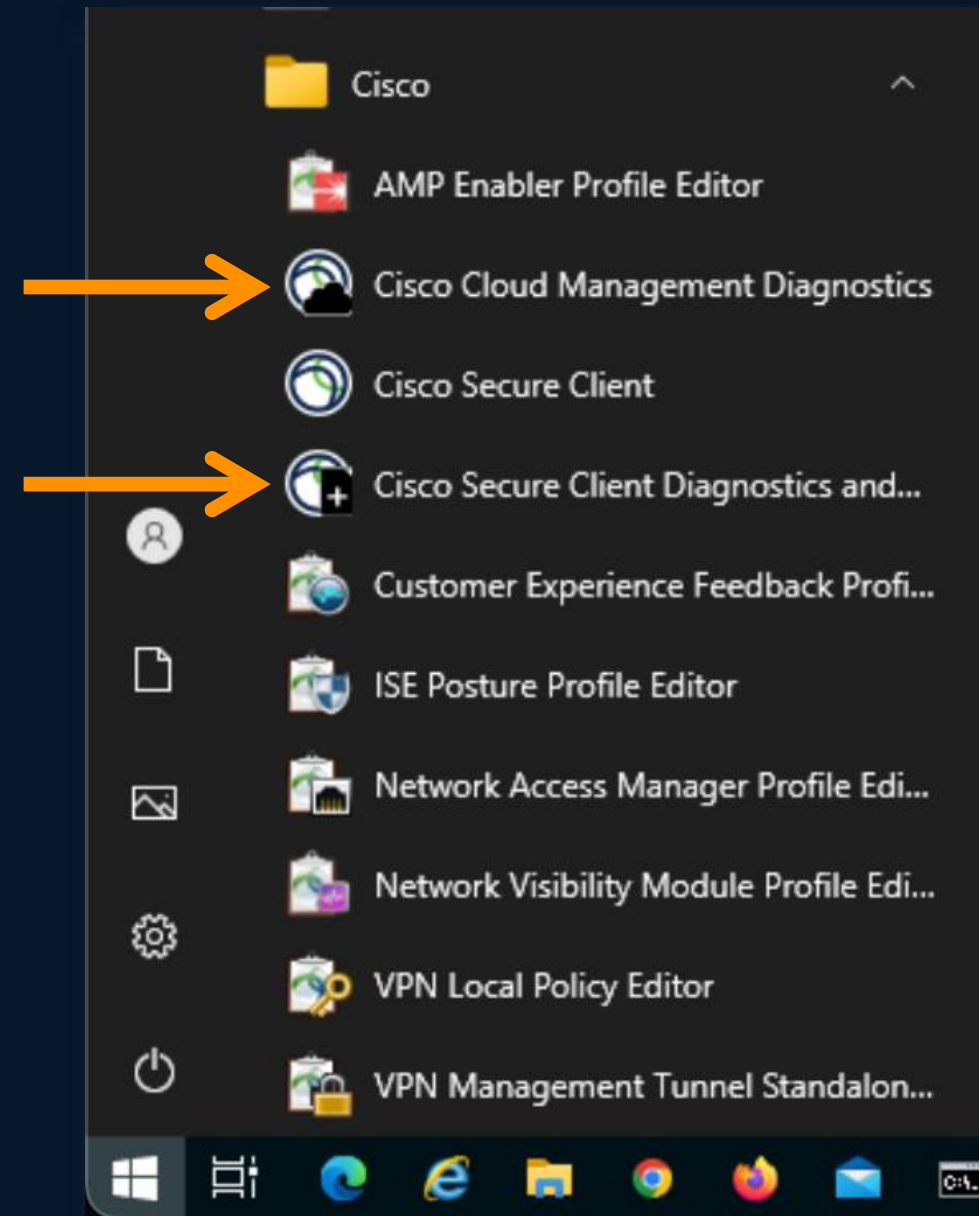 Cisco
AMP Enabler Profile Editor
Cisco Cloud Management Diagnostics
Cisco Secure Client
Cisco Secure Client Diagnostics and...
Customer Experience Feedback Profi...
ISE Posture Profile Editor
Network Access Manager Profile Edi...
Network Visibility Module Profile Edi...
VPN Local Policy Editor
VPN Management Tunnel Standalon...